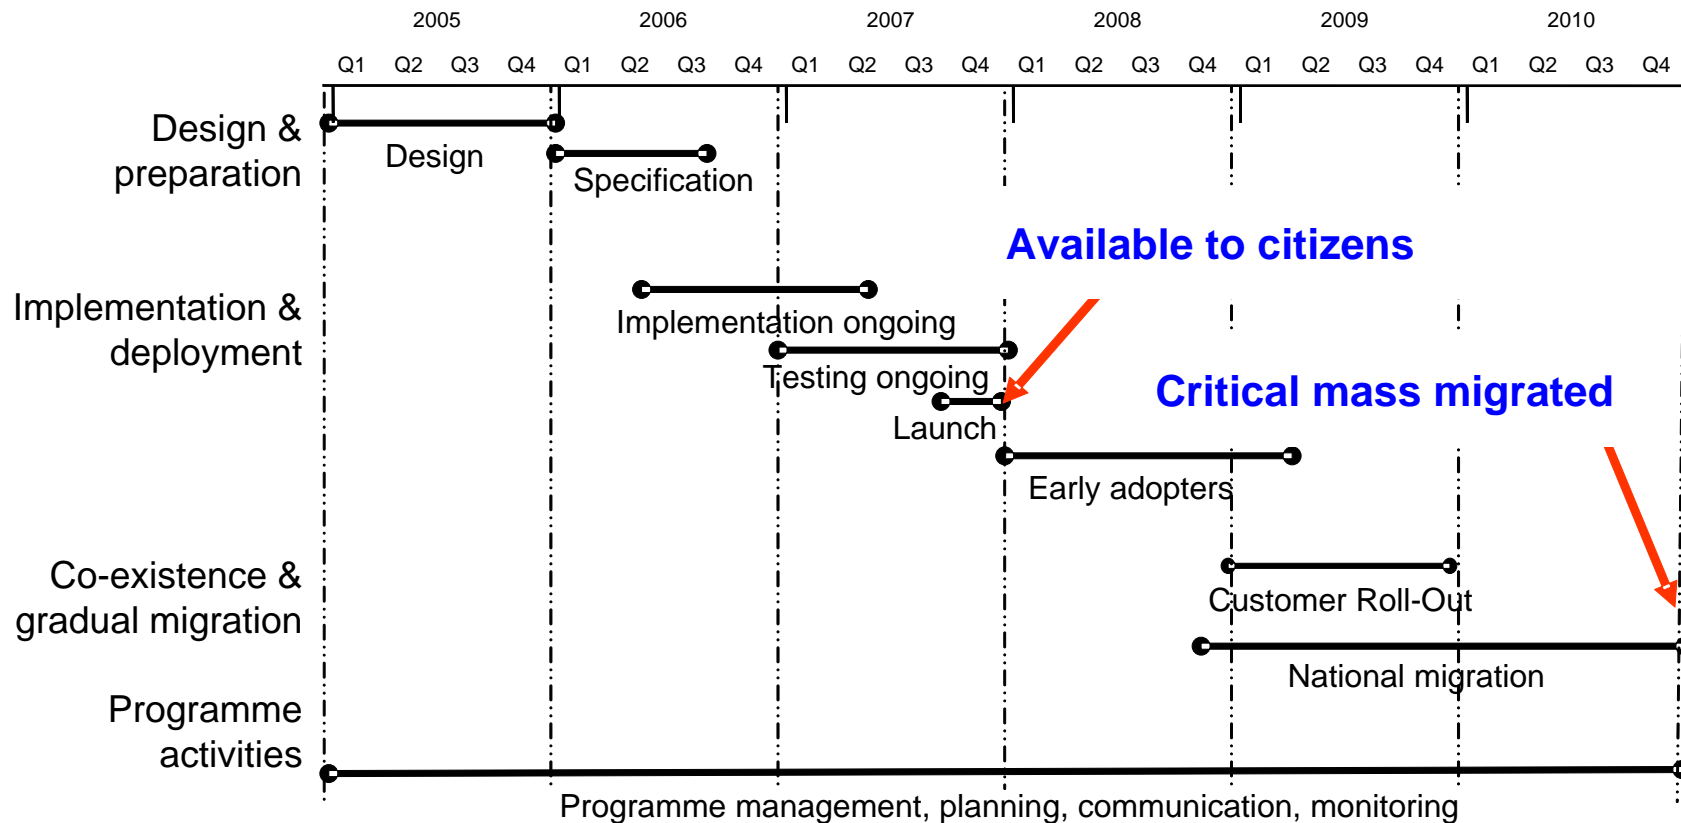 2005 2006 2007 2008 2009 2010
Q1 Q2 Q3 Q4 Q1 Q2 Q3 Q4 Q1 Q2 Q3 Q4 Q1 Q2 Q3 Q4 Q1 Q2 Q3 Q4 Q1 Q2 Q3 Q4
Design &
preparation
Design
Specification
Available to citizens
Implementation &
deployment
Implementation ongoing
Testing ongoing
Launch
Critical mass migrated
Early adopters
Co-existence &
gradual migration
Customer Roll-Out
National migration
Programme
activities
Programme management, planning, communication, monitoring